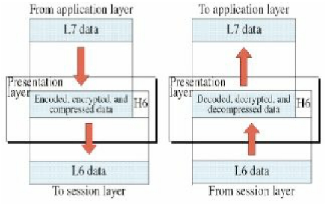 From application layer
L7 data
Presentation
layer
Encoded, encrypted, and
compressed data
H6
L6 data
To session layer
To application layer
L7 data
Presentation
layer
Decoded, decrypted, and
decompressed data
H6
L6 data
From session layer